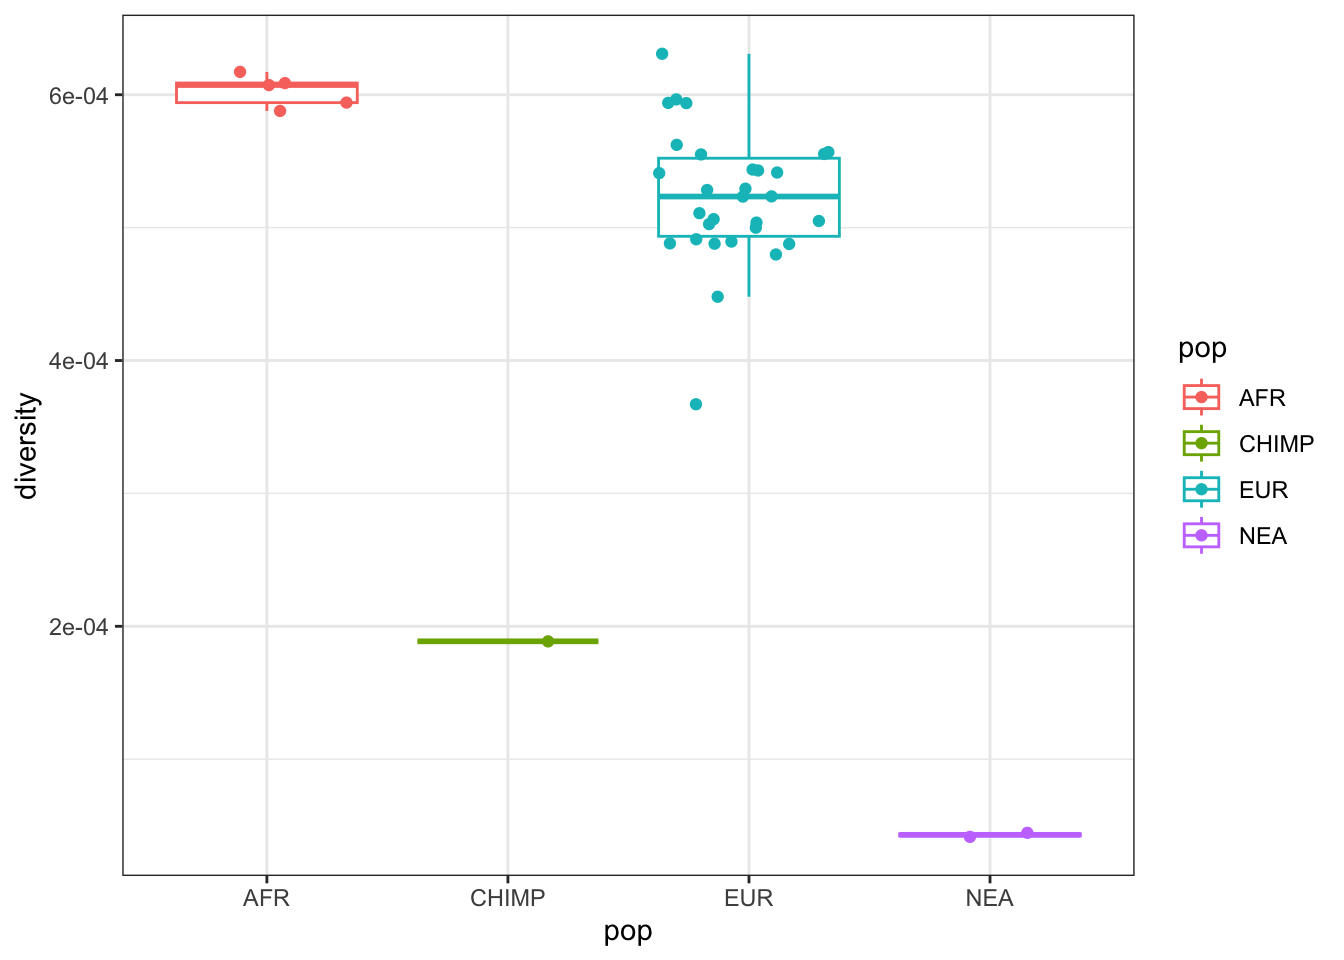 6e-04
4e-04
2e-04
diversity
AFR
CHIMP
EUR
NEA
pop
pop
AFR
CHIMP
EUR
NEA